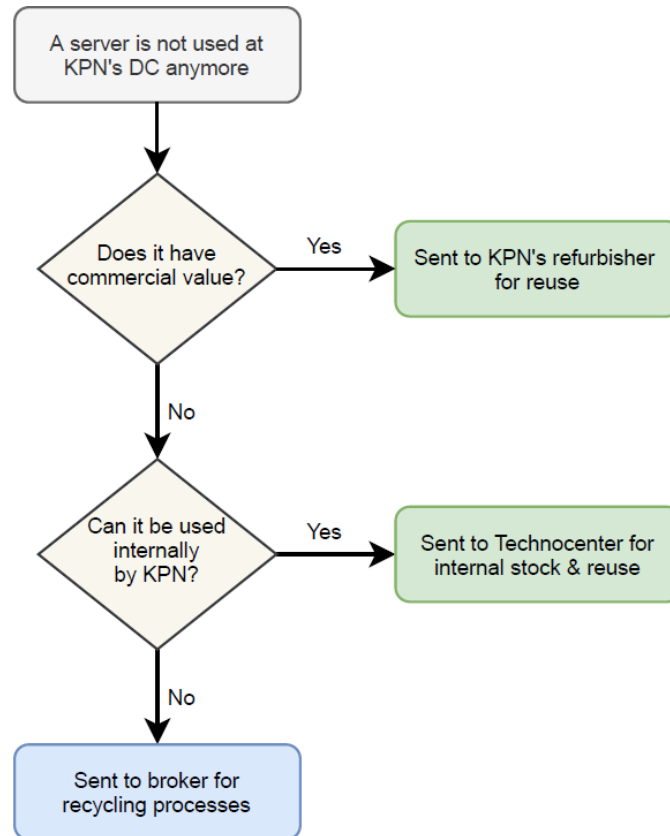 A server is not used at
KPN's DC anymore
Does it have
commercial value?
Yes
Sent to KPN's refurbisher
for reuse
No
Can it be used
internally
by KPN?
Yes
Sent to Technocenter for
internal stock & reuse
No
Sent to broker for
recycling processes